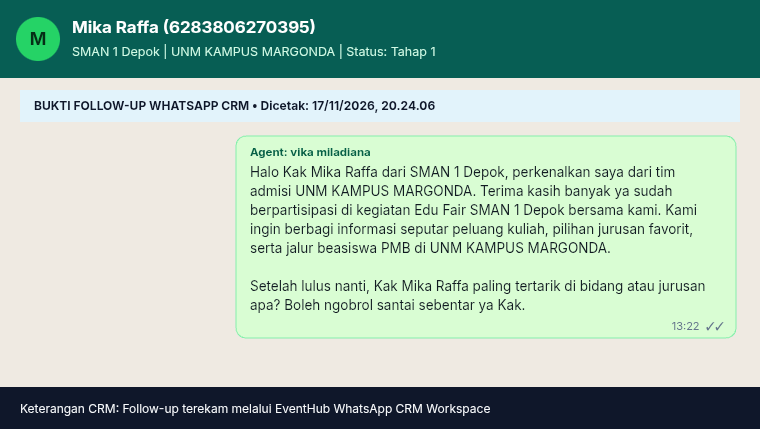 M
Mika Raffa (6283806270395)
SMAN 1 Depok | UNM KAMPUS MARGONDA | Status: Tahap 1
BUKTI FOLLOW-UP WHATSAPP CRM • Dicetak: 17/11/2026, 20.24.06
Agent: vika miladiana
Halo Kak Mika Raffa dari SMAN 1 Depok, perkenalkan saya dari tim
admisi UNM KAMPUS MARGONDA. Terima kasih banyak ya sudah
berpartisipasi di kegiatan Edu Fair SMAN 1 Depok bersama kami. Kami
ingin berbagi informasi seputar peluang kuliah, pilihan jurusan favorit,
serta jalur beasiswa PMB di UNM KAMPUS MARGONDA.
Setelah lulus nanti, Kak Mika Raffa paling tertarik di bidang atau jurusan
apa? Boleh ngobrol santai sebentar ya Kak.
13:22 ✓✓
Keterangan CRM: Follow-up terekam melalui EventHub WhatsApp CRM Workspace